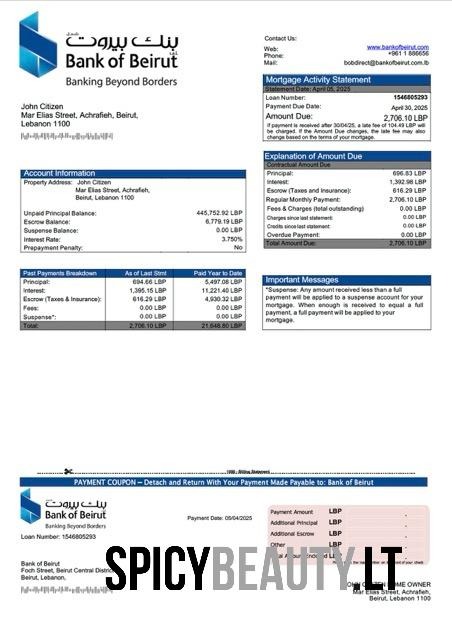 بنك بيروت
ش.م.ل
Bank of Beirut
Banking Beyond Borders
Contact Us:
Web: www.bankofbeirut.com
Phone: +961 1 886656
Mail: bobdirect@bankofbeirut.com.lb
John Citizen
Mar Elias Street, Achrafieh, Beirut,
Lebanon 1100
Mortgage Activity Statement
Statement Date: April 05, 2025
Loan Number: 1546805293
Payment Due Date: April 30, 2025
Amount Due: 2,706.10 LBP
If payment is received after 30/04/25, a late fee of 104.49 LBP will
be charged. If the Amount Due changes, the late fee may also
change based on the terms of your mortgage.
Account Information
Property Address: John Citizen
Mar Elias Street, Achrafieh,
Beirut, Lebanon 1100
Unpaid Principal Balance: 445,752.92 LBP
Escrow Balance: 6,779.19 LBP
Suspense Balance: 0.00 LBP
Interest Rate: 3.750%
Prepayment Penalty: No
Explanation of Amount Due
Contractual Amount Due
Principal: 696.83 LBP
Interest: 1,392.98 LBP
Escrow (Taxes and Insurance): 616.29 LBP
Regular Monthly Payment: 2,706.10 LBP
Fees & Charges (total outstanding) 0.00 LBP
Charges since last statement: 0.00 LBP
Credits since last statement: 0.00 LBP
Overdue Payment: 0.00 LBP
Total Amount Due: 2,706.10 LBP
Past Payments Breakdown As of Last Stmt Paid Year to Date
Principal: 694.66 LBP 5,497.08 LBP
Interest: 1,395.15 LBP 11,221.40 LBP
Escrow (Taxes & Insurance): 616.29 LBP 4,930.32 LBP
Fees: 0.00 LBP 0.00 LBP
Suspense*: 0.00 LBP 0.00 LBP
Total: 2,706.10 LBP 21,648.80 LBP
Important Messages
*Suspense: Any amount received less than a full
payment will be applied to a suspense account for your
mortgage. When enough is received to equal a full
payment, a full payment will be applied to your
mortgage.
PAYMENT COUPON – Detach and Return With Your Payment Made Payable to: Bank of Beirut
بنك بيروت
Bank of Beirut
Banking Beyond Borders
Loan Number: 1546805293
Payment Date: 05/04/2025
Payment Amount LBP
Additional Principal LBP
Additional Escrow LBP
Other LBP
Bank of Beirut
Foch Street, Beirut Central District
Beirut, Lebanon,
SPICYBEAUTY.LT
HOME OWNER
Mar Elias Street, Achrafieh,
Beirut, Lebanon 1100